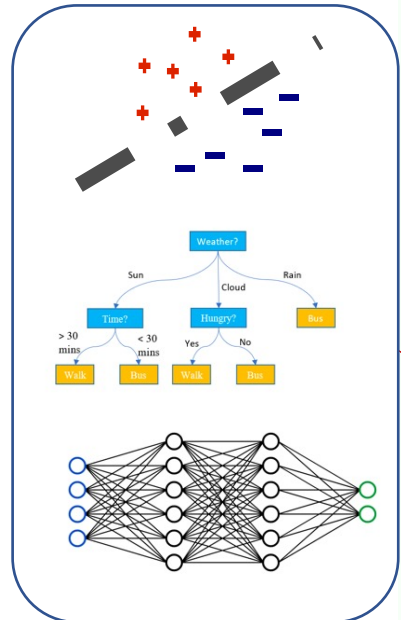 Weather?
Sun
Cloud
Rain
Time?
Hungry?
Bus
> 30
mins
< 30
mins
Yes
No
Walk
Bus
Walk
Bus